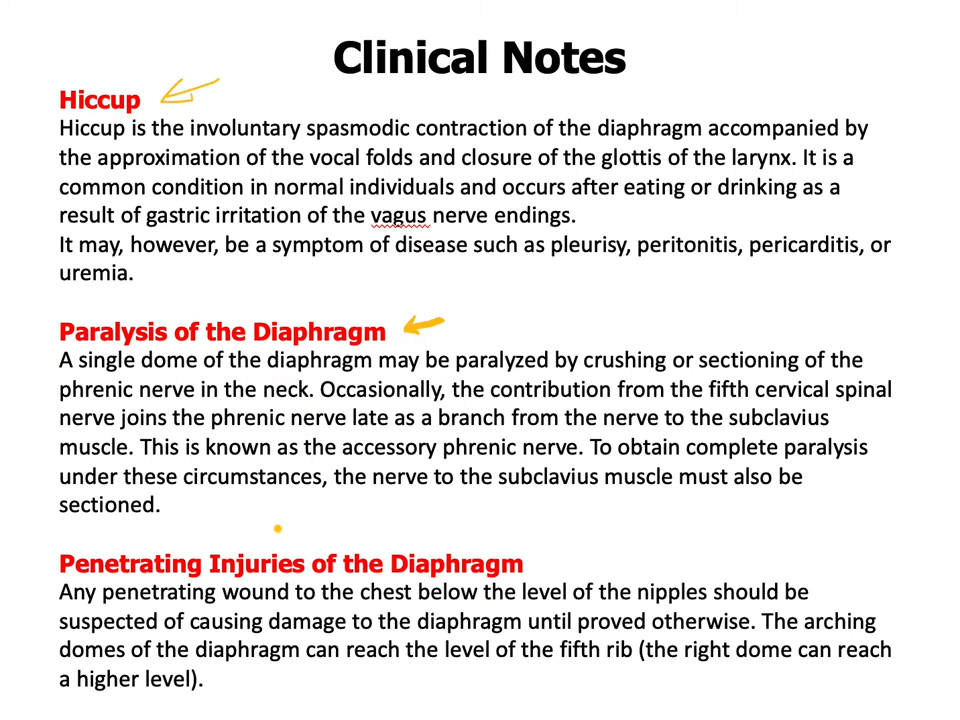 Clinical Notes
Hiccup
Hiccup is the involuntary spasmodic contraction of the diaphragm accompanied by
the approximation of the vocal folds and closure of the glottis of the larynx. It is a
common condition in normal individuals and occurs after eating or drinking as a
result of gastric irritation of the vagus nerve endings.
It may, however, be a symptom of disease such as pleurisy, peritonitis, pericarditis, or
uremia.
Paralysis of the Diaphragm
A single dome of the diaphragm may be paralyzed by crushing or sectioning of the
phrenic nerve in the neck. Occasionally, the contribution from the fifth cervical spinal
nerve joins the phrenic nerve late as a branch from the nerve to the subclavius
muscle. This is known as the accessory phrenic nerve. To obtain complete paralysis
under these circumstances, the nerve to the subclavius muscle must also be
sectioned.
Penetrating Injuries of the Diaphragm
Any penetrating wound to the chest below the level of the nipples should be
suspected of causing damage to the diaphragm until proved otherwise. The arching
domes of the diaphragm can reach the level of the fifth rib (the right dome can reach
a higher level).